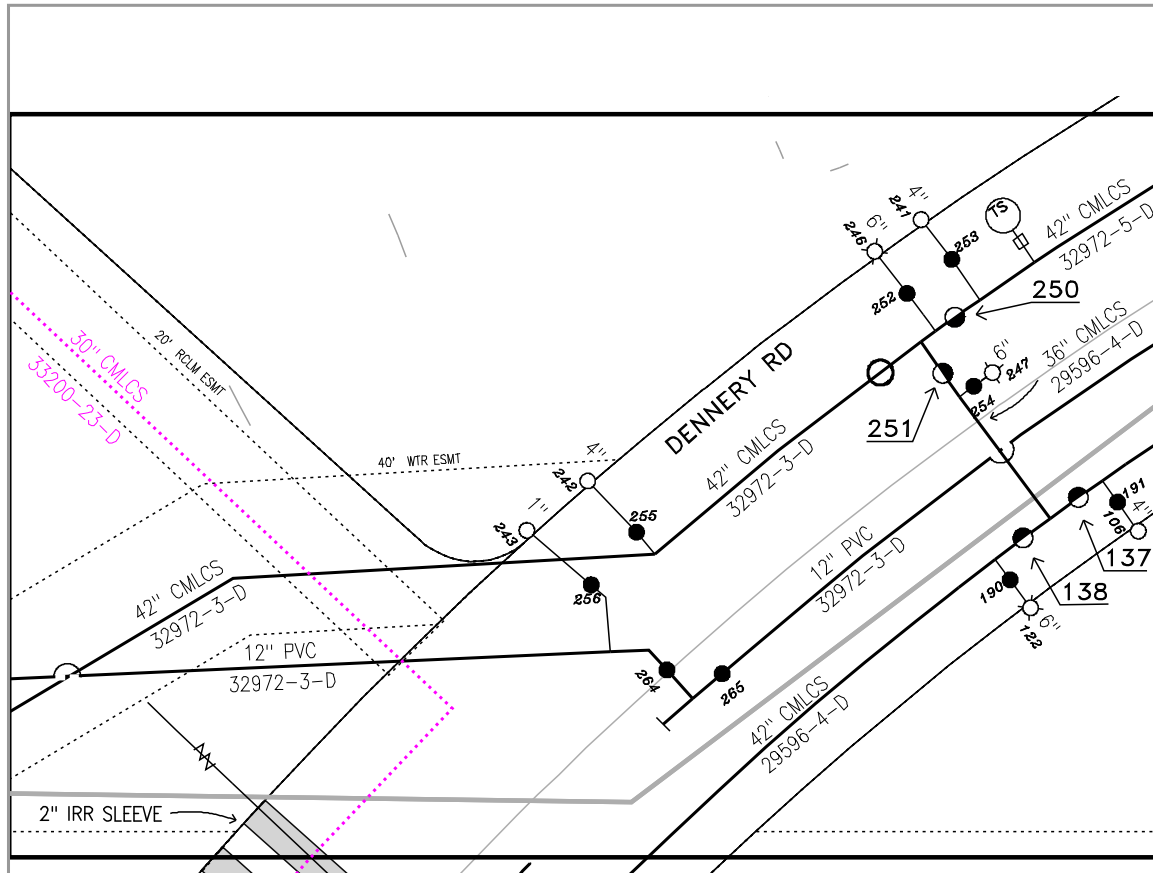 4"
241
6"
246
TS
253
42" CMLCS
32972-5-D
252
250
30" CMLCS
33200-23-D
20' RCLM ESMT
36" CMLCS
29596-4-D
6"
247
254
251
DENNERY RD
40' WTR ESMT
4"
242
1"
243
255
42" CMLCS
32972-3-D
191
4"
106
137
12" PVC
32972-3-D
256
42" CMLCS
32972-3-D
190
138
6"
122
12" PVC
32972-3-D
264
265
42" CMLCS
29596-4-D
2" IRR SLEEVE